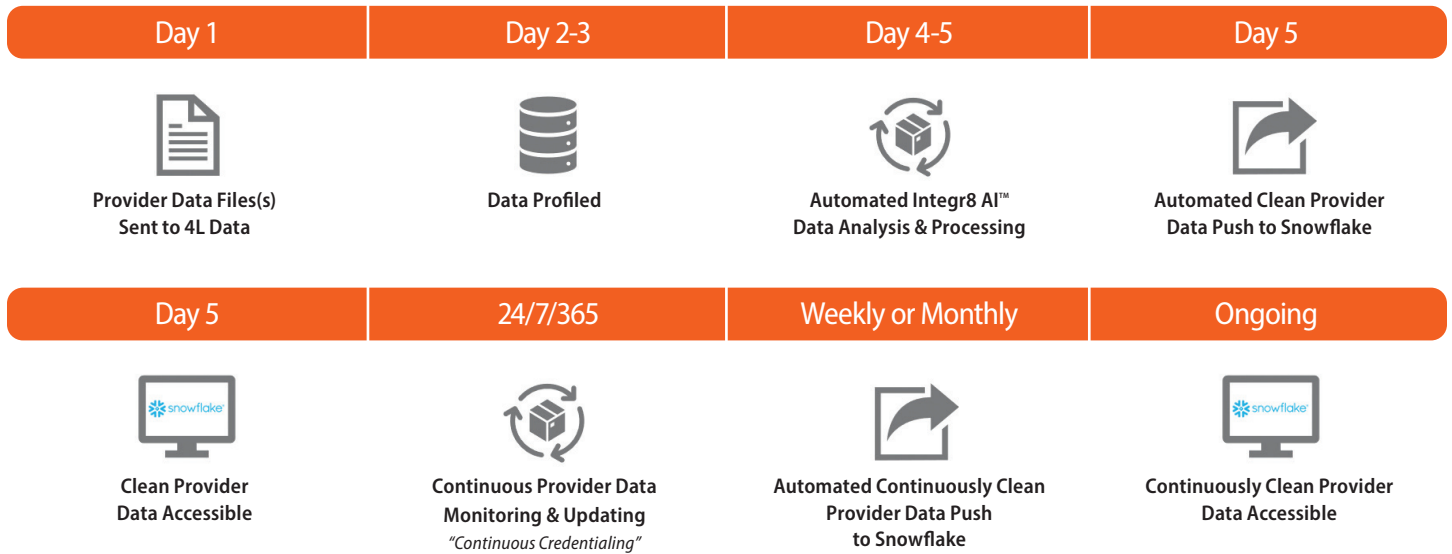 Day 1
Day 2-3
Day 4-5
Day 5
Provider Data Files(s)
Sent to 4L Data
Data Profiled
Automated Integr8 AI™
Data Analysis & Processing
Automated Clean Provider
Data Push to Snowflake
Day 5
24/7/365
Weekly or Monthly
Ongoing
snowflake®
Clean Provider
Data Accessible
Continuous Provider Data
Monitoring & Updating
“Continuous Credentialing”
Automated Continuously Clean
Provider Data Push
to Snowflake
snowflake®
Continuously Clean Provider
Data Accessible